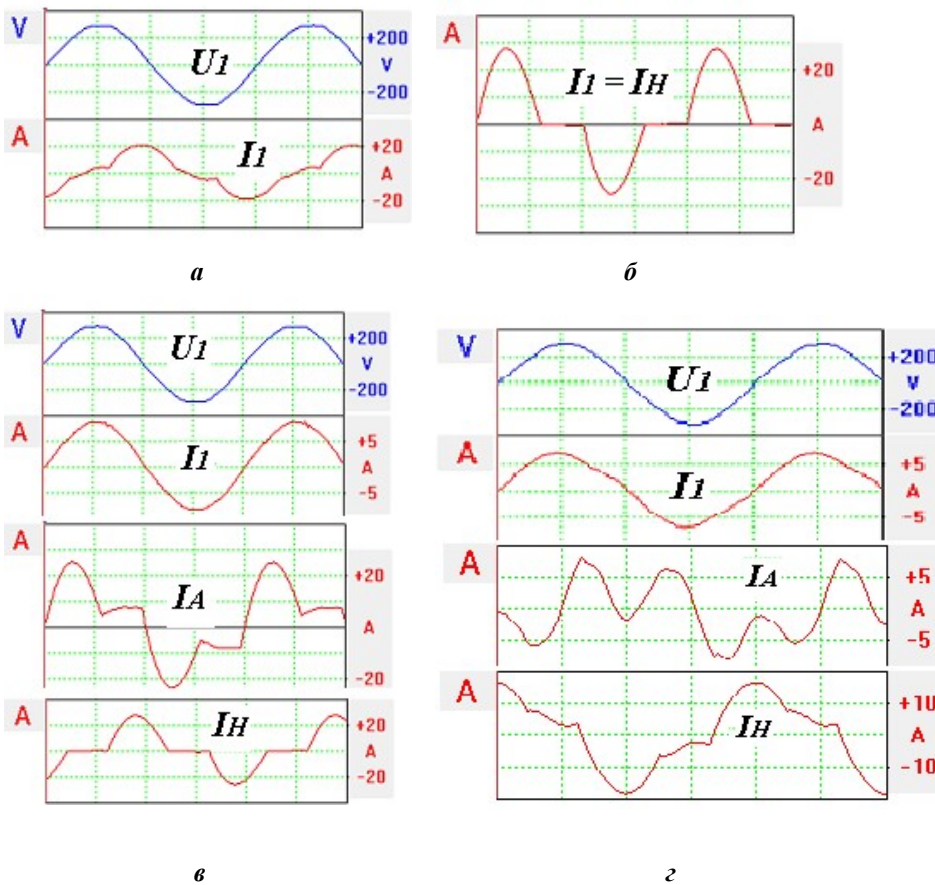 V
U1
+200
V
-200
A
I1
+20
A
-20
а
A
I1 = IH
+20
A
-20
б
V
U1
+200
V
-200
A
I1
+5
A
-5
A
IA
+20
A
-20
A
IH
+20
A
-20
в
V
U1
+200
V
-200
A
I1
+5
A
-5
A
IA
+5
A
-5
A
IH
+10
A
-10
г